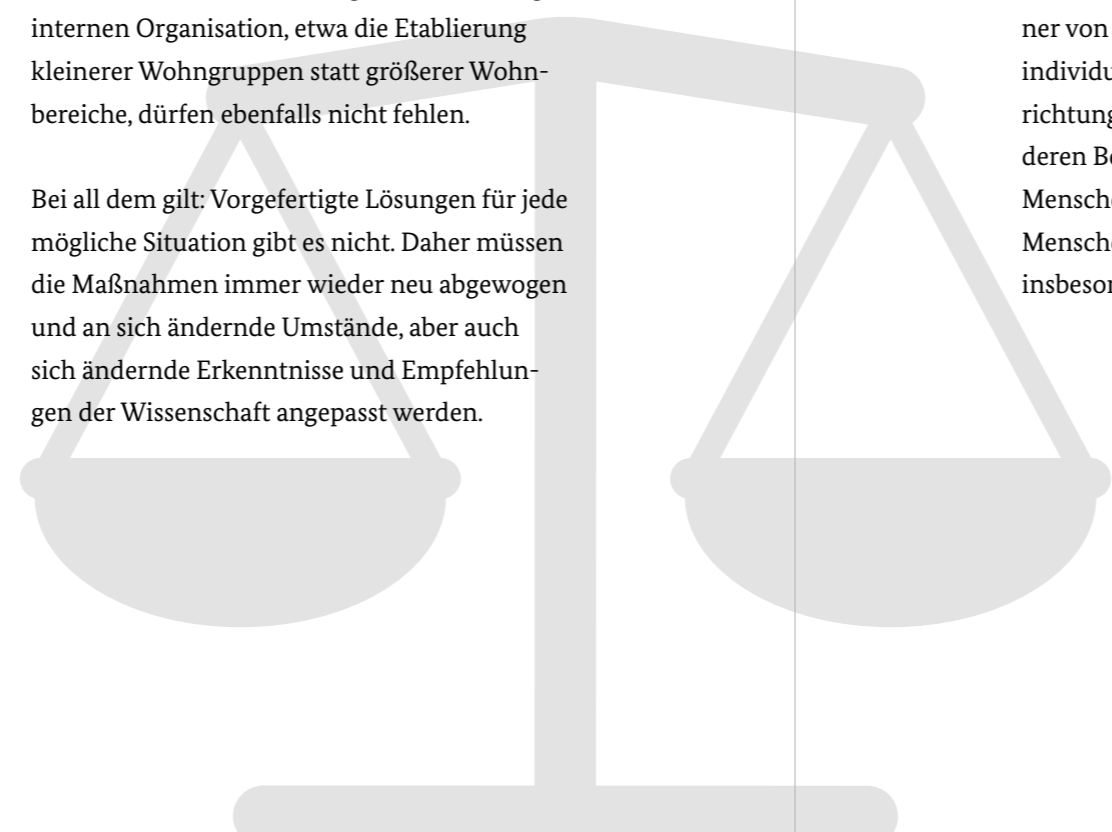 internen Organisation, etwa die Etablierung
kleinerer Wohngruppen statt größerer Wohn-
bereiche, dürfen ebenfalls nicht fehlen.
Bei all dem gilt: Vorgefertigte Lösungen für jede
mögliche Situation gibt es nicht. Daher müssen
die Maßnahmen immer wieder neu abgewogen
und an sich ändernde Umstände, aber auch
sich ändernde Erkenntnisse und Empfehlun-
gen der Wissenschaft angepasst werden.
ner von